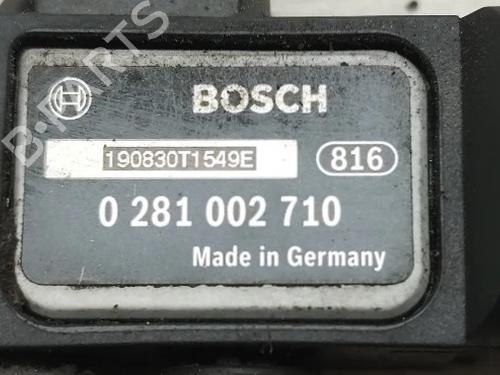 B-PARTS
BOSCH
190830T1549E 816
0 281 002 710
Made in Germany